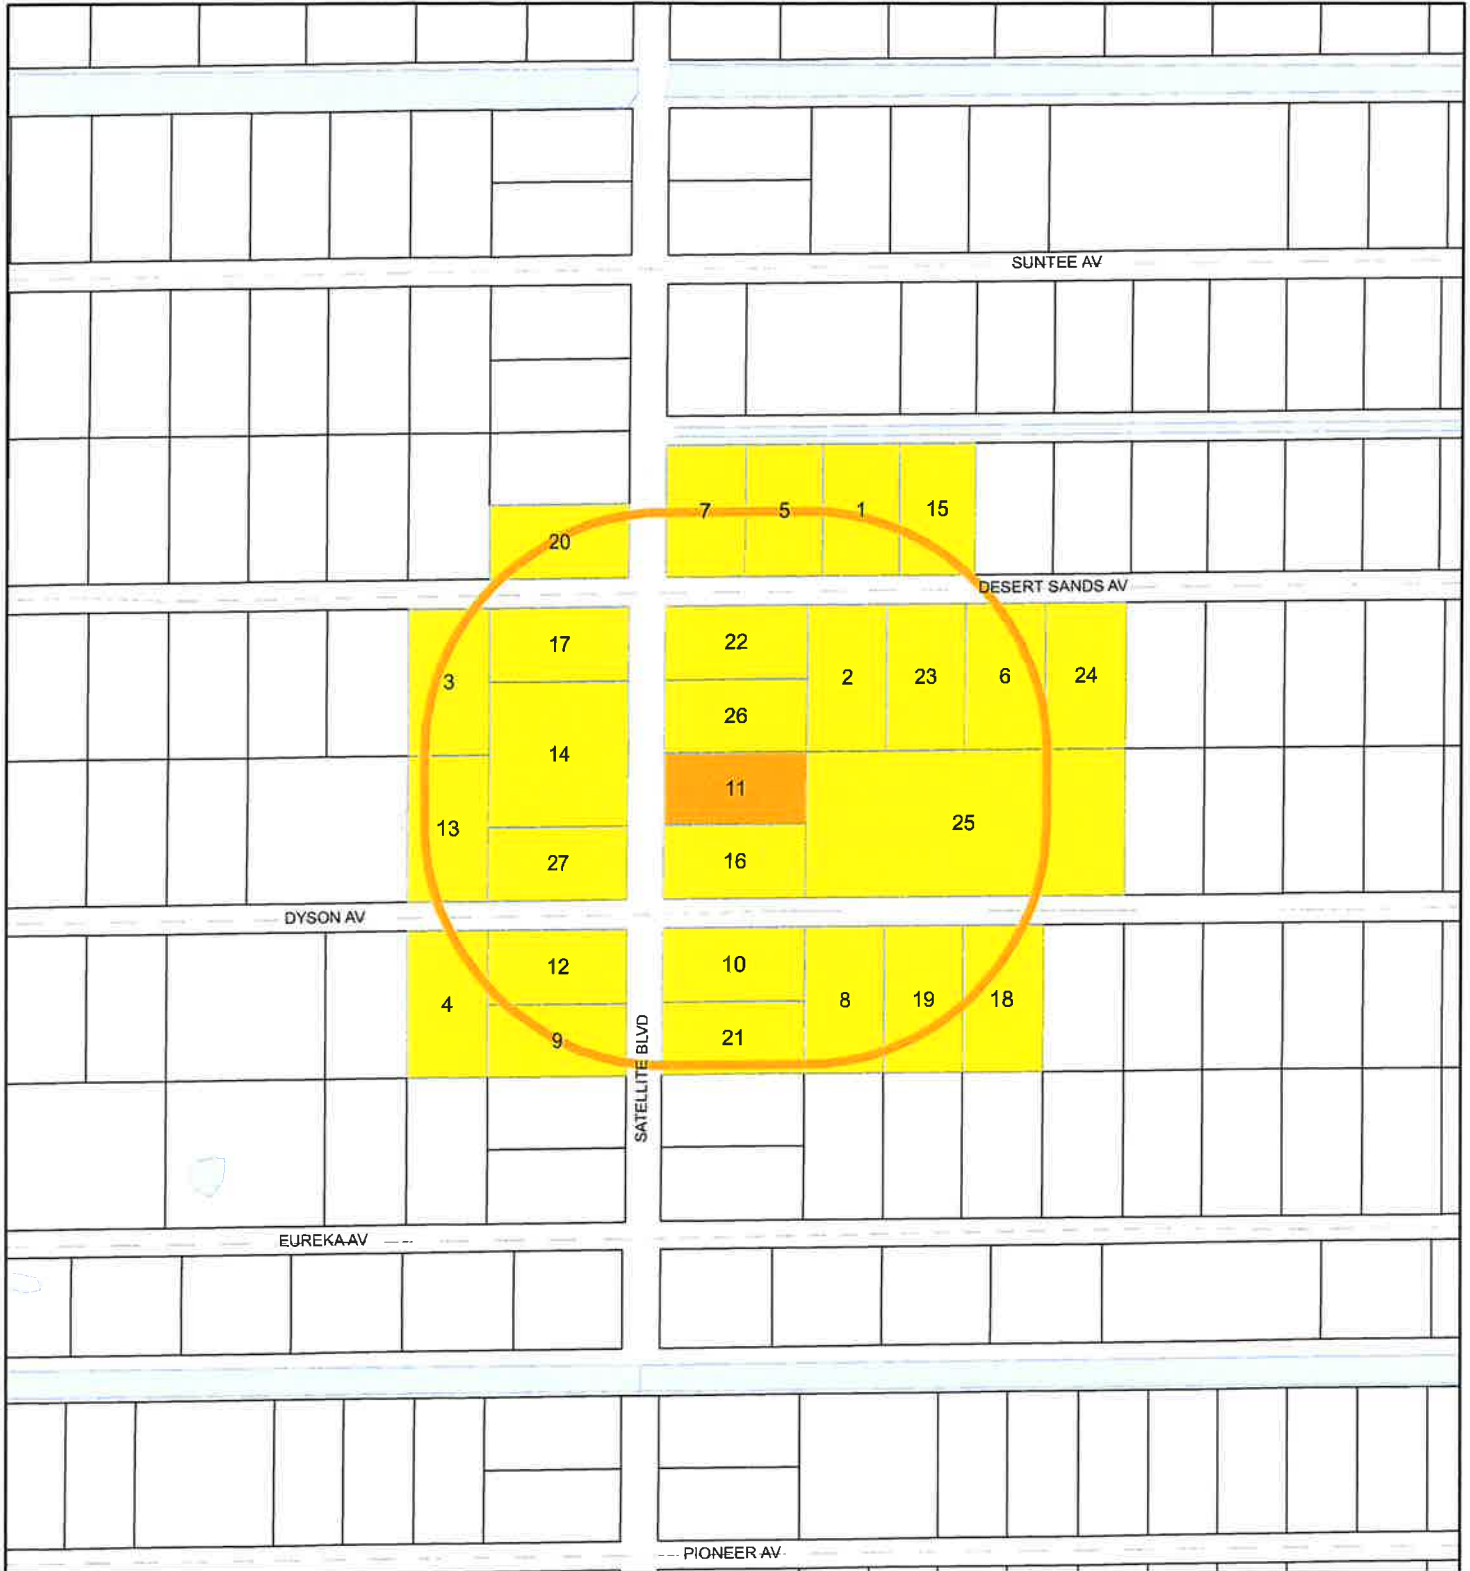 SUNTEE AV
7 5 1 15
20
DESERT SANDS AV
17 22
3 2 23 6 24
26
14
11
13 25
27 16
DYSON AV
12 10
4 8 19 18
9 21
SATELLITE BLVD
EUREKA AV
PIONEER AV